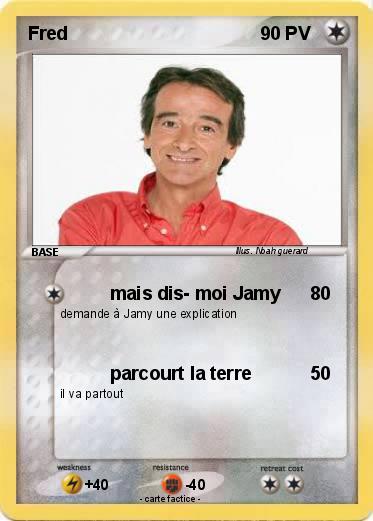 Fred 90 PV
BASE Illus. Nbah guerard
mais dis- moi Jamy 80
demande à Jamy une explication
parcourt la terre 50
il va partout
weakness resistance retreat cost
+40 -40
- carte factice -